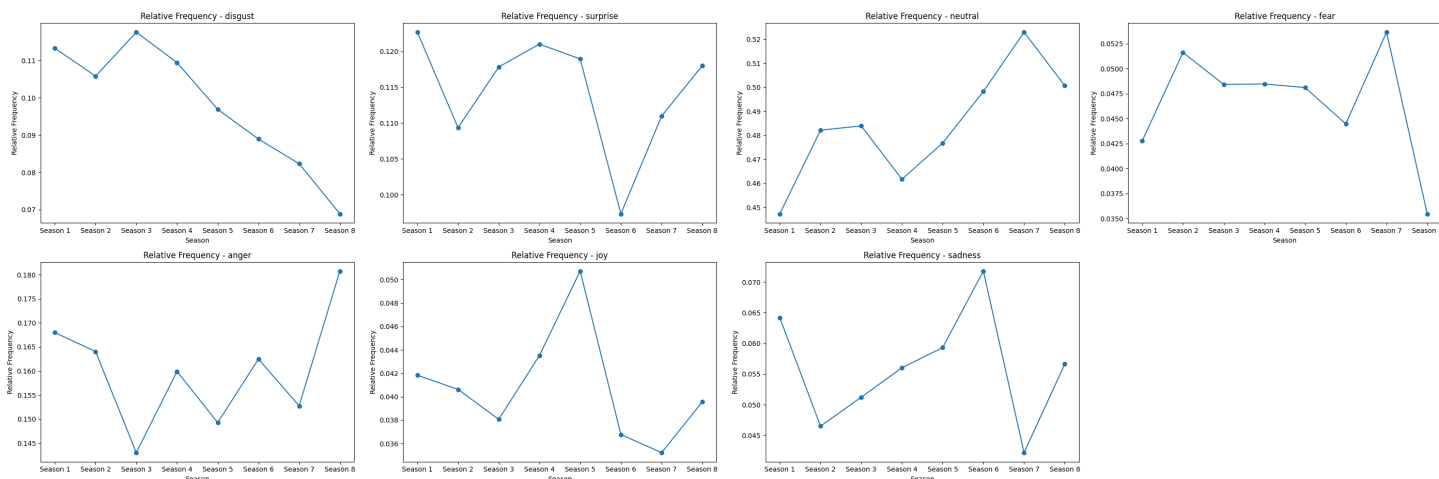 Relative Frequency - disgust
Relative Frequency
0.11
0.10
0.09
0.08
0.07
Season 1 Season 2 Season 3 Season 4 Season 5 Season 6 Season 7 Season 8
Season
Relative Frequency - surprise
Relative Frequency
0.120
0.115
0.110
0.105
0.100
Season 1 Season 2 Season 3 Season 4 Season 5 Season 6 Season 7 Season 8
Season
Relative Frequency - neutral
Relative Frequency
0.52
0.51
0.50
0.49
0.48
0.47
0.46
0.45
Season 1 Season 2 Season 3 Season 4 Season 5 Season 6 Season 7 Season 8
Season
Relative Frequency - fear
Relative Frequency
0.0525
0.0500
0.0475
0.0450
0.0425
0.0400
0.0375
0.0350
Season 1 Season 2 Season 3 Season 4 Season 5 Season 6 Season 7 Season
Season
Relative Frequency - anger
Relative Frequency
0.180
0.175
0.170
0.165
0.160
0.155
0.150
0.145
Season 1 Season 2 Season 3 Season 4 Season 5 Season 6 Season 7 Season 8
Season
Relative Frequency - joy
Relative Frequency
0.050
0.048
0.046
0.044
0.042
0.040
0.038
0.036
Season 1 Season 2 Season 3 Season 4 Season 5 Season 6 Season 7 Season 8
Season
Relative Frequency - sadness
Relative Frequency
0.070
0.065
0.060
0.055
0.050
0.045
Season 1 Season 2 Season 3 Season 4 Season 5 Season 6 Season 7 Season 8
Season